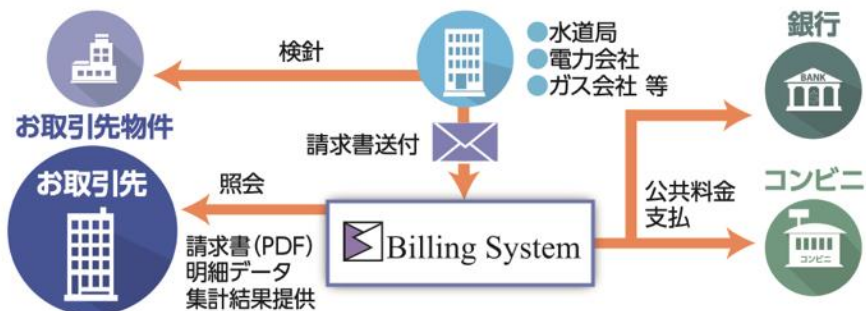 検針
●水道局
●電力会社
●ガス会社 等
銀行
BANK
お取引先物件
請求書送付
お取引先
照会
請求書(PDF)
明細データ
集計結果提供
Billing System
公共料金
支払
コンビニ
コンビニ